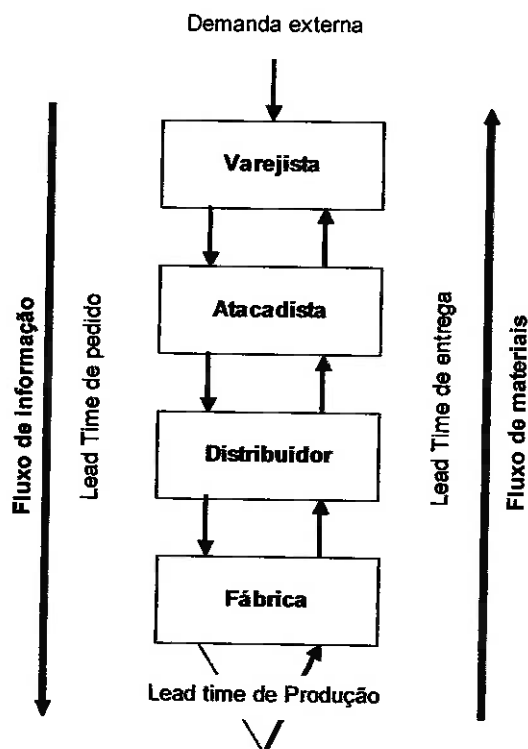 Demanda externa
Varejista
Atacadista
Distribuidor
Fábrica
Lead time de Produção
Fluxo de Informação
Lead Time de pedido
Lead Time de entrega
Fluxo de materiais